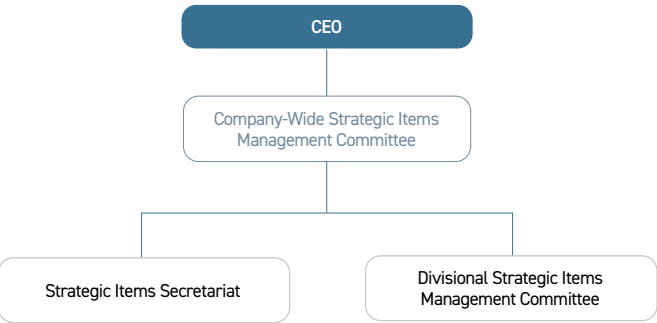 CEO
Company-Wide Strategic Items
Management Committee
Strategic Items Secretariat
Divisional Strategic Items
Management Committee